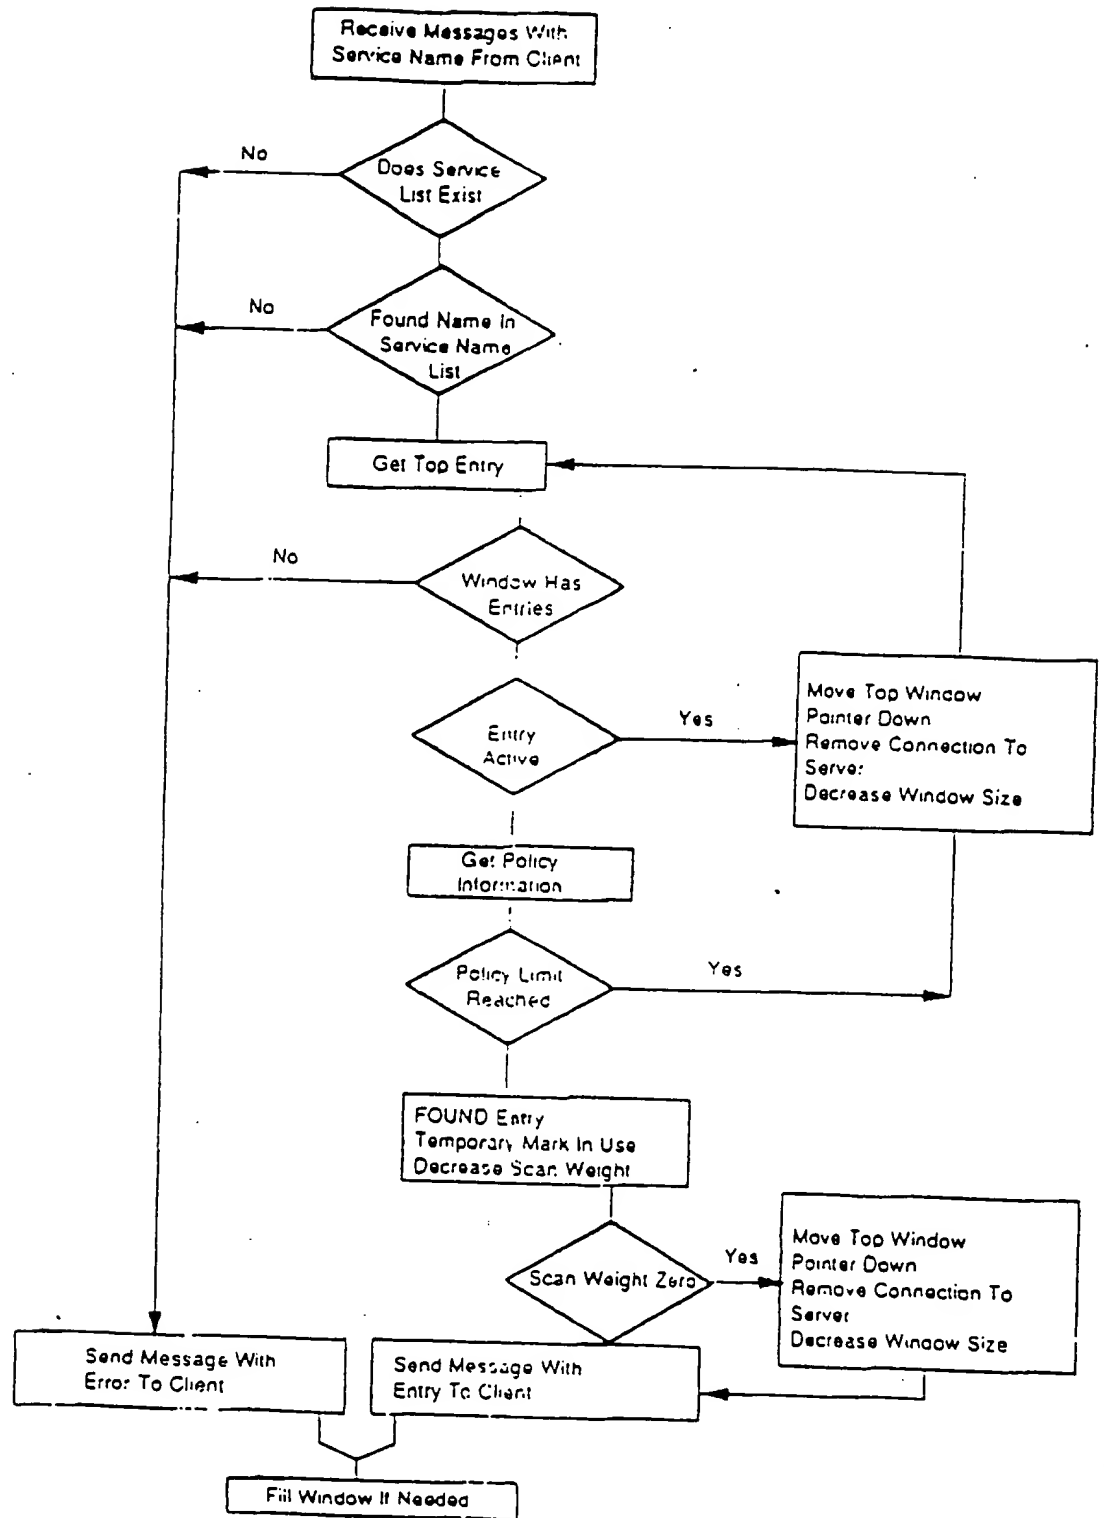 Receive Messages With
Service Name From Client
No
Does Service
List Exist
No
Found Name In
Service Name
List
Get Top Entry
No
Window Has
Entries
Entry
Active
Yes
Move Top Window
Pointer Down
Remove Connection To
Server
Decrease Window Size
Get Policy
Information
Policy Limit
Reached
Yes
FOUND Entry
Temporary Mark In Use
Decrease Scan Weight
Scan Weight Zero
Yes
Move Top Window
Pointer Down
Remove Connection To
Server
Decrease Window Size
Send Message With
Error To Client
Send Message With
Entry To Client
Fill Window If Needed